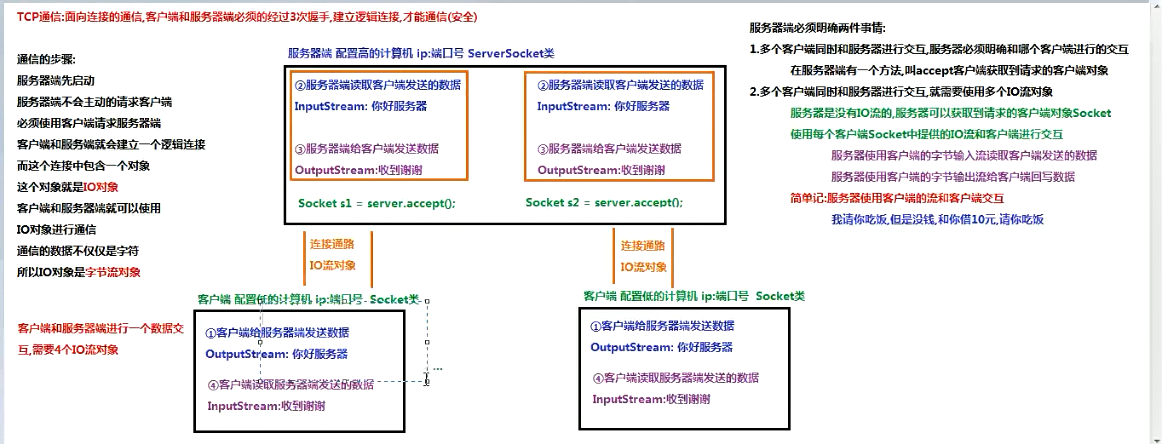 TCP通信:面向连接的通信,客户端和服务器端必须的经过3次握手,建立逻辑连接,才能通信(安全)
通信的步骤:
服务器端先启动
服务器端不会主动的请求客户端
必须使用客户端请求服务器端
客户端和服务端就会建立一个逻辑连接
而这个连接中包含一个对象
这个对象就是IO对象
客户端和服务器端就可以使用
IO对象进行通信
通信的数据不仅仅是字符
所以IO对象是字节流对象
客户端和服务器端进行一个数据交
互,需要4个IO流对象
服务器端 配置高的计算机 ip:端口号 ServerSocket类
②服务器端读取客户端发送的数据
InputStream: 你好服务器
③服务器端给客户端发送数据
OutputStream:收到谢谢
Socket s1 = server.accept();
②服务器端读取客户端发送的数据
InputStream: 你好服务器
③服务器端给客户端发送数据
OutputStream:收到谢谢
Socket s2 = server.accept();
连接通路
IO流对象
连接通路
IO流对象
客户端 配置低的计算机 ip:端口号 Socket类
①客户端给服务器端发送数据
OutputStream: 你好服务器
④客户端读取服务器端发送的数据
InputStream:收到谢谢
...
客户端 配置低的计算机 ip:端口号 Socket类
①客户端给服务器端发送数据
OutputStream: 你好服务器
④客户端读取服务器端发送的数据
InputStream:收到谢谢
服务器端必须明确两件事情:
1.多个客户端同时和服务器进行交互,服务器必须明确和哪个客户端进行的交互
在服务器端有一个方法,叫accept客户端获取到请求的客户端对象
2.多个客户端同时和服务器进行交互,就需要使用多个IO流对象
服务器是没有IO流的,服务器可以获取到请求的客户端对象Socket
使用每个客户端Socket中提供的IO流和客户端进行交互
服务器使用客户端的字节输入流读取客户端发送的数据
服务器使用客户端的字节输出流给客户端回写数据
简单记:服务器使用客户端的流和客户端交互
我请你吃饭,但是没钱,和你借10元,请你吃饭